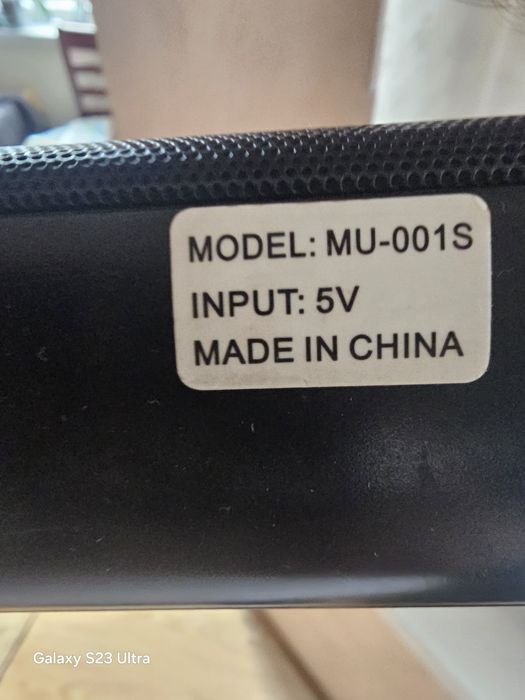 MODEL: MU-001S
INPUT: 5V
MADE IN CHINA
Galaxy S23 Ultra